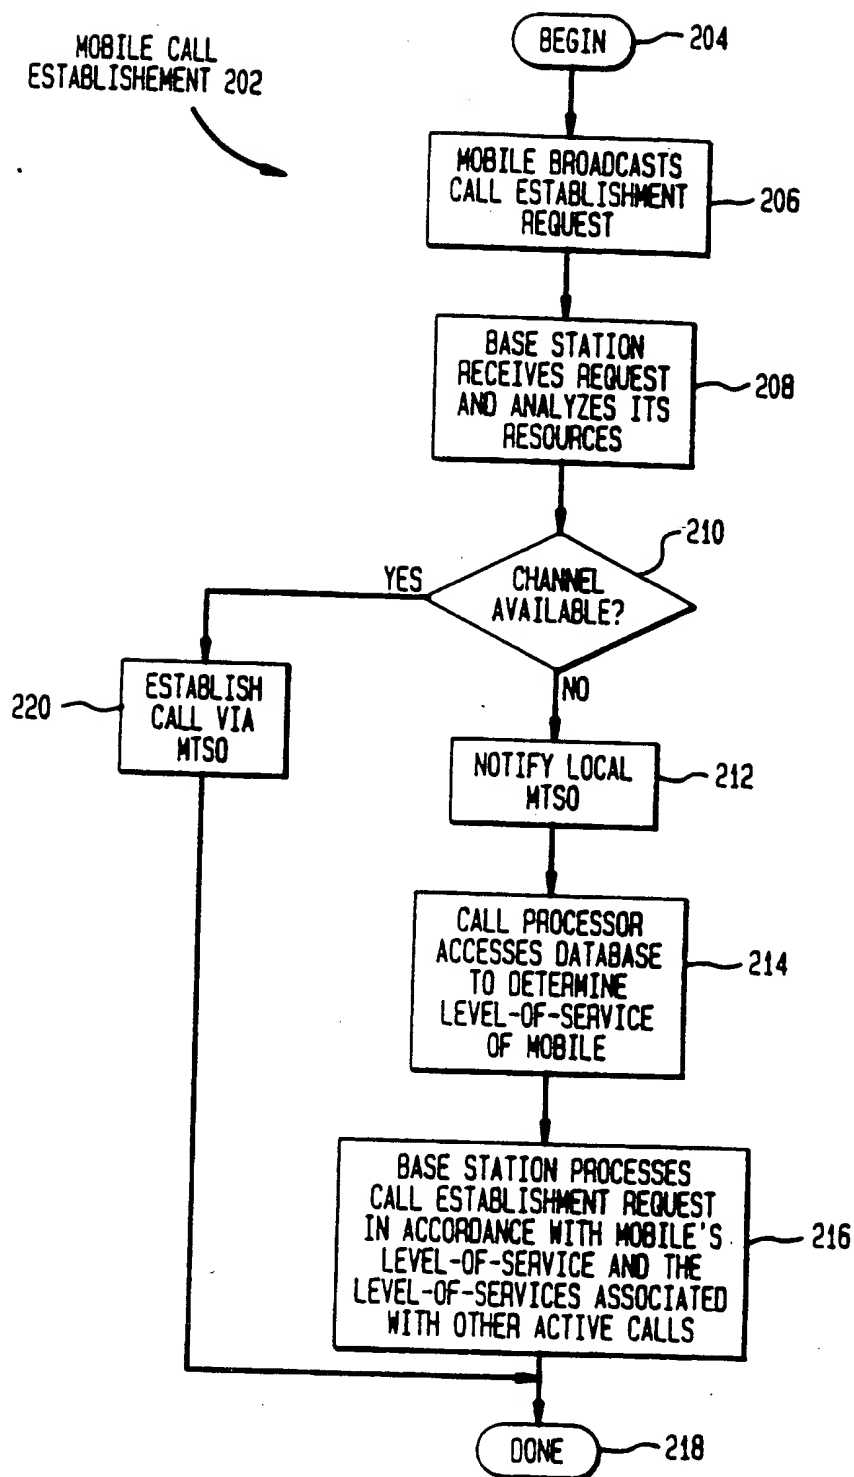 MOBILE CALL
ESTABLISHEMENT 202
BEGIN
204
MOBILE BROADCASTS
CALL ESTABLISHMENT
REQUEST
206
BASE STATION
RECEIVES REQUEST
AND ANALYZES ITS
RESOURCES
208
210
CHANNEL
AVAILABLE?
YES
NO
220
ESTABLISH
CALL VIA
MTSO
NOTIFY LOCAL
MTSO
212
CALL PROCESSOR
ACCESSES DATABASE
TO DETERMINE
LEVEL-OF-SERVICE
OF MOBILE
214
BASE STATION PROCESSES
CALL ESTABLISHMENT REQUEST
IN ACCORDANCE WITH MOBILE'S
LEVEL-OF-SERVICE AND THE
LEVEL-OF-SERVICES ASSOCIATED
WITH OTHER ACTIVE CALLS
216
DONE
218